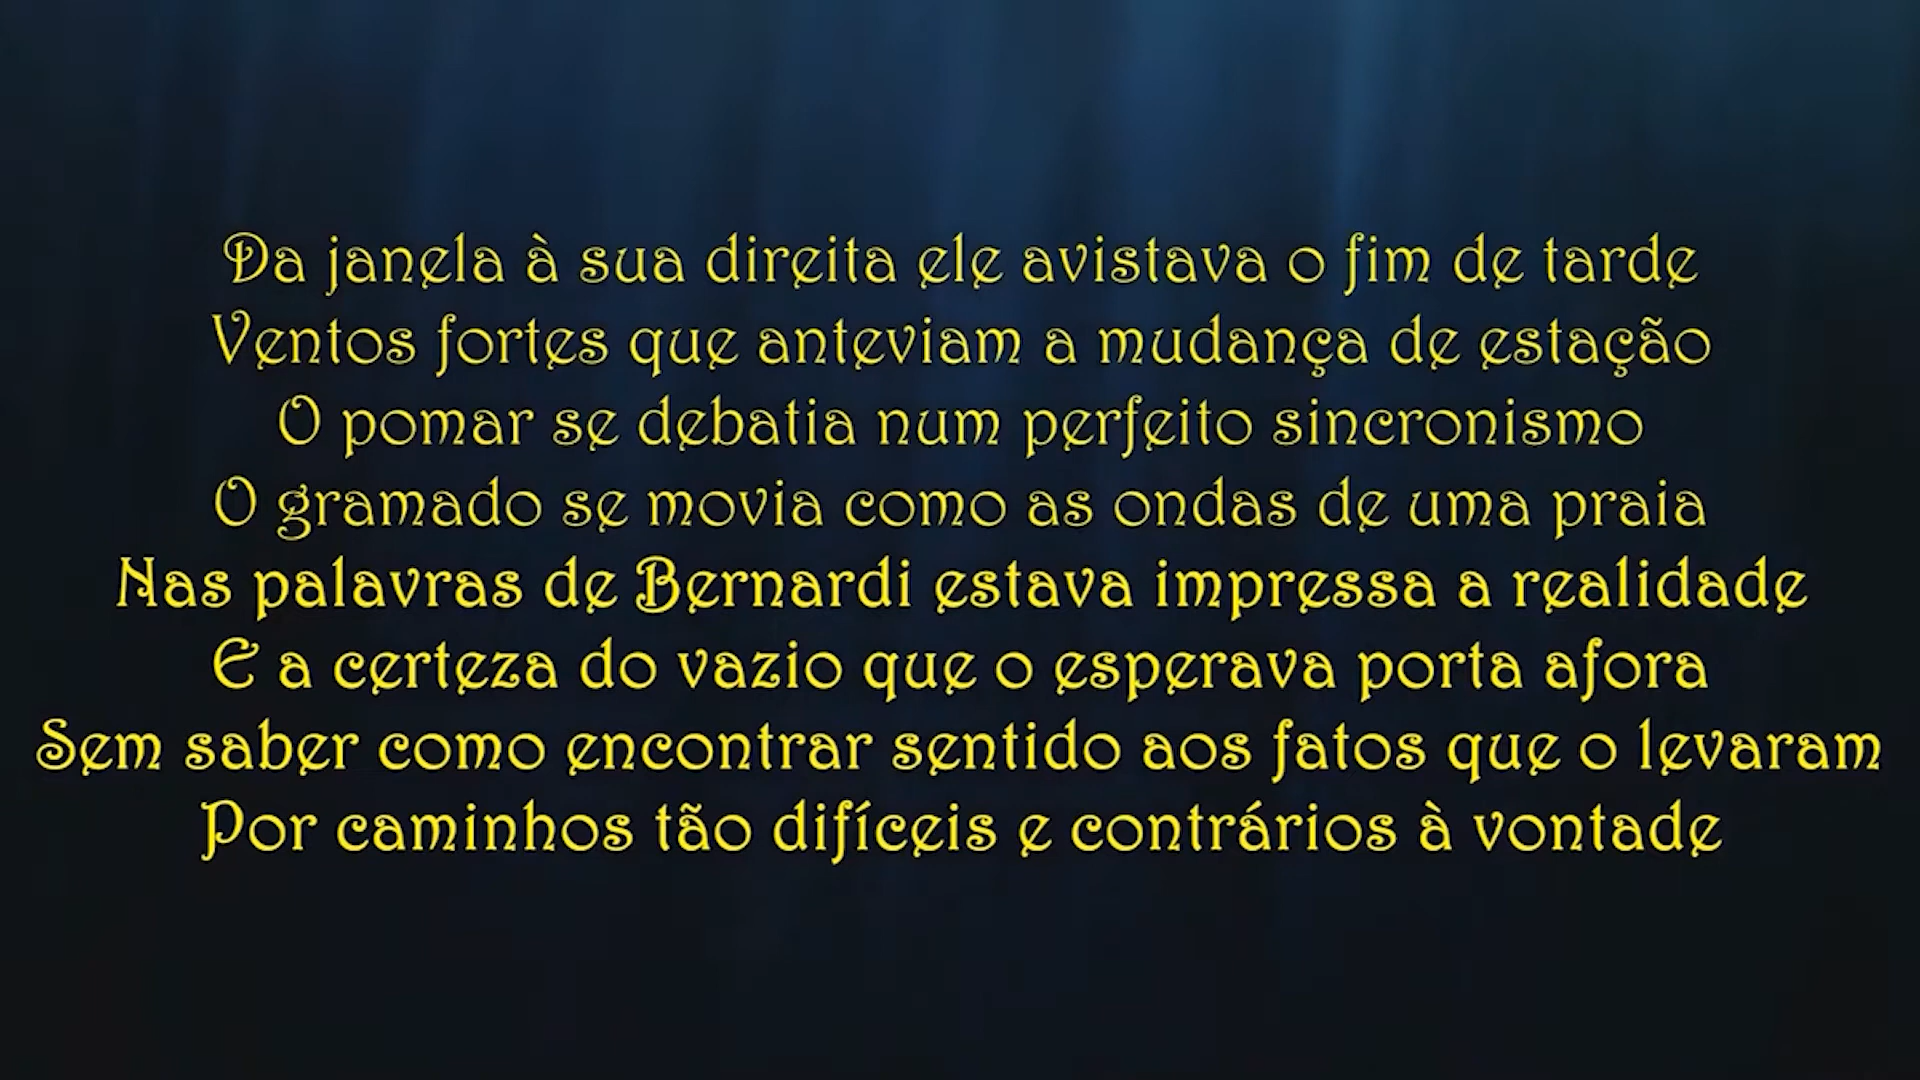 Da janela à sua direita ele avistava o fim de tarde
Ventos fortes que anteviam a mudança de estação
O pomar se debatia num perfeito sincronismo
O gramado se movia como as ondas de uma praia
Nas palavras de Bernardi estava impressa a realidade
E a certeza do vazio que o esperava porta afora
Sem saber como encontrar sentido aos fatos que o levaram
Por caminhos tão difíceis e contrários à vontade